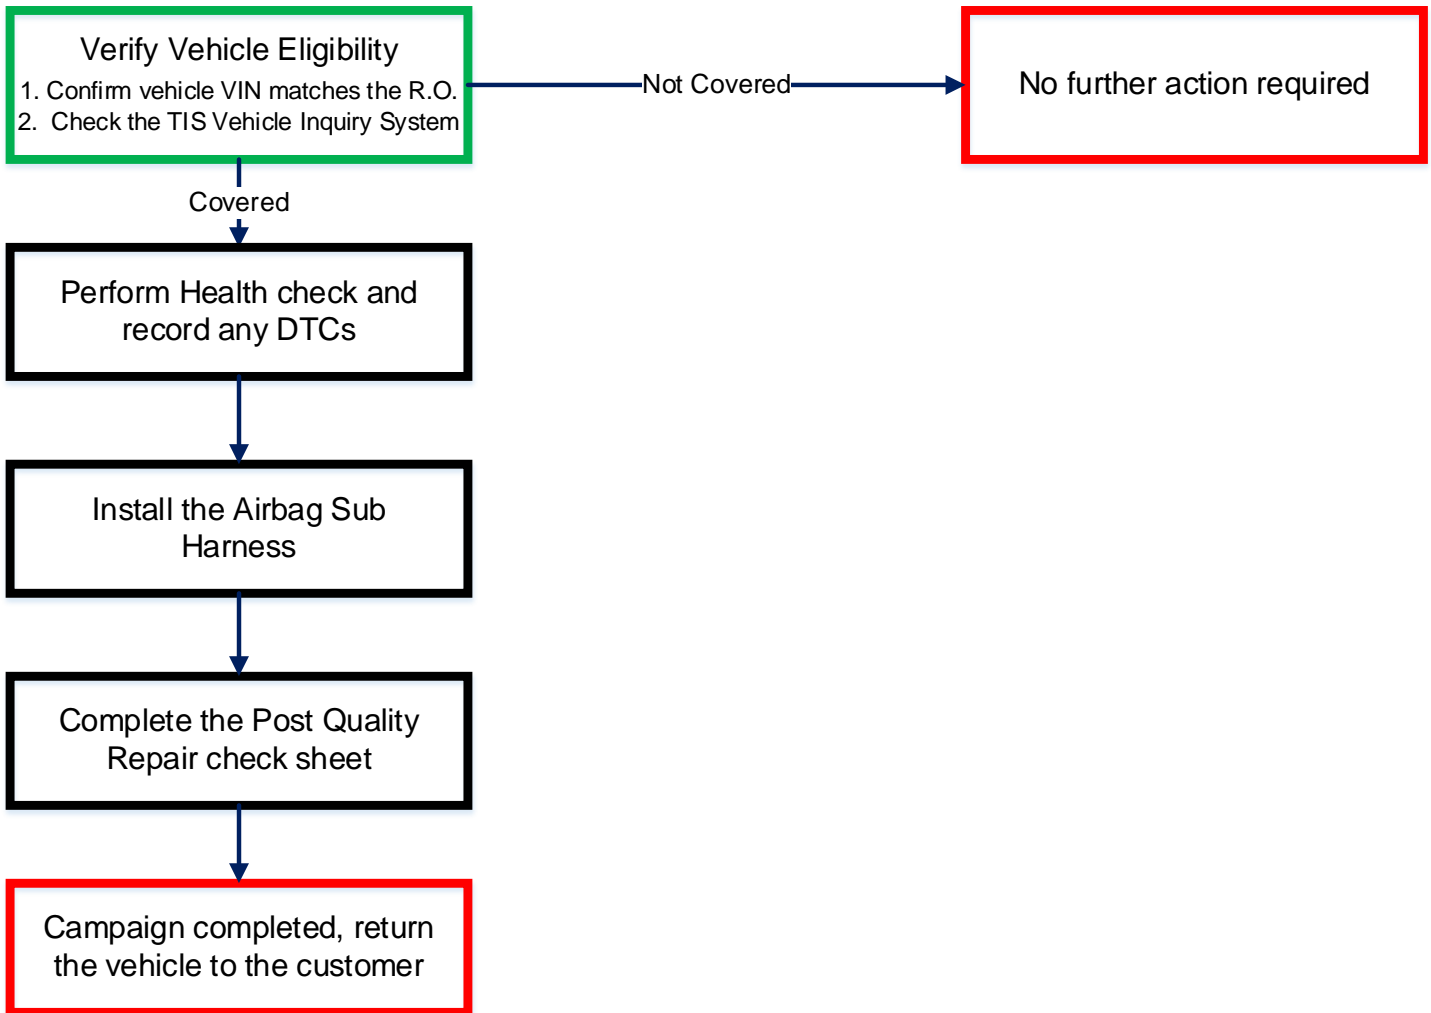 Verify Vehicle Eligibility
1. Confirm vehicle VIN matches the R.O.
2. Check the TIS Vehicle Inquiry System
Not Covered
No further action required
Covered
Perform Health check and
record any DTCs
Install the Airbag Sub
Harness
Complete the Post Quality
Repair check sheet
Campaign completed, return
the vehicle to the customer